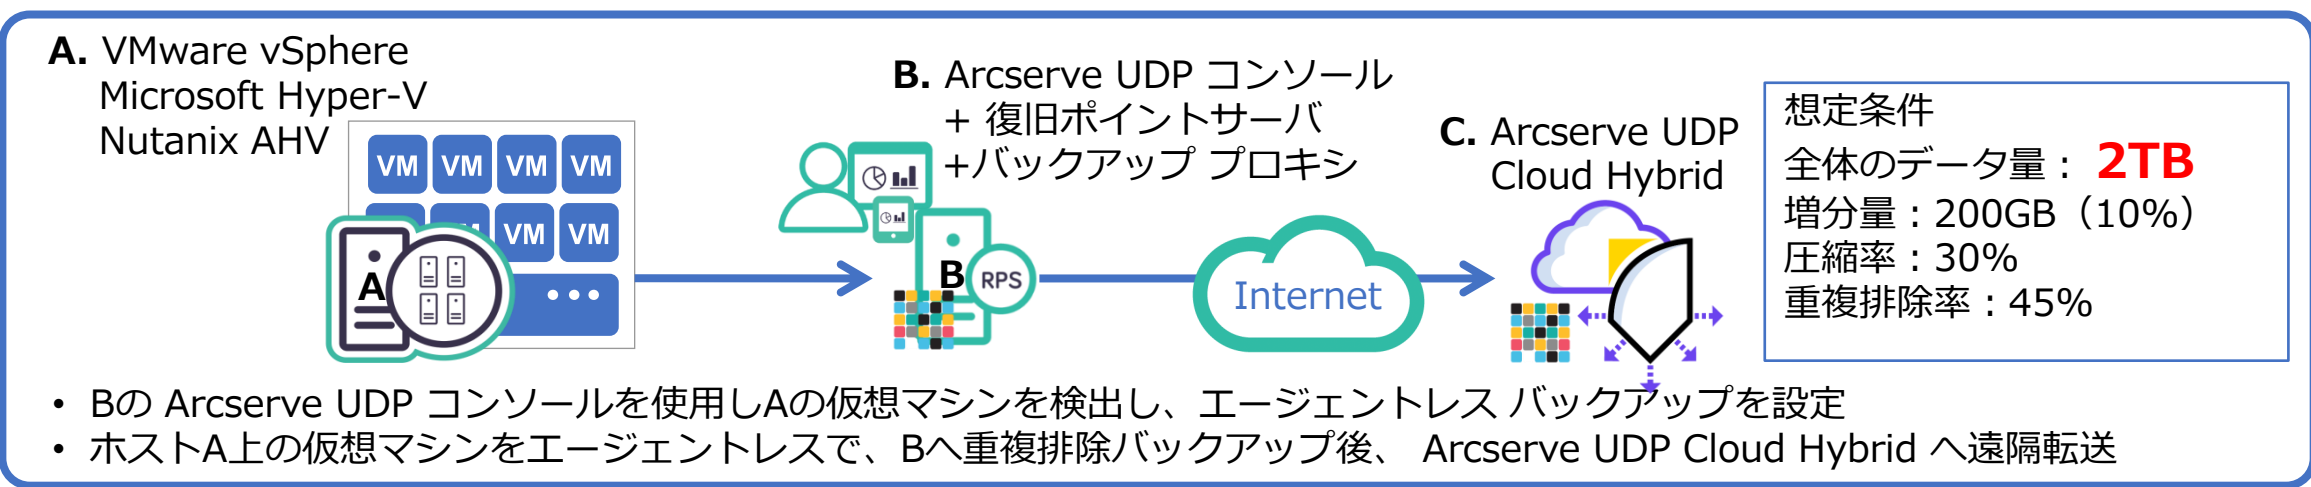 A. VMware vSphere
Microsoft Hyper-V
Nutanix AHV
VM VM VM VM
VM VM
A
•••
B. Arcserve UDP コンソール
+ 復旧ポイントサーバ
+バックアップ プロキシ
B RPS
Internet
C. Arcserve UDP
Cloud Hybrid
想定条件
全体のデータ量： 2TB
増分量：200GB（10%）
圧縮率：30%
重複排除率：45%
• Bの Arcserve UDP コンソールを使用しAの仮想マシンを検出し、エージェントレス バックアップを設定
• ホストA上の仮想マシンをエージェントレスで、Bへ重複排除バックアップ後、 Arcserve UDP Cloud Hybrid へ遠隔転送